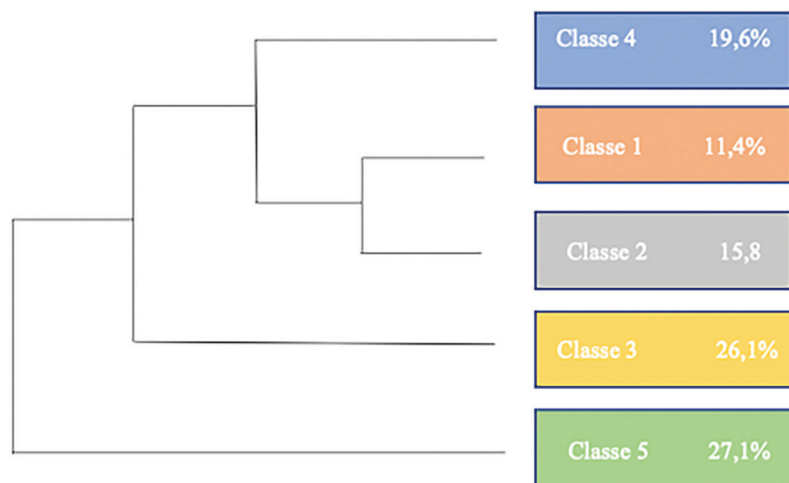 Classe 4 19,6%
Classe 1 11,4%
Classe 2 15,8
Classe 3 26,1%
Classe 5 27,1%